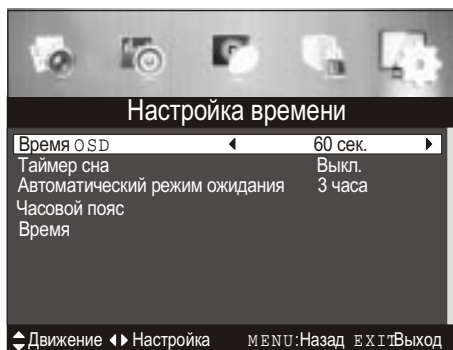 Настройка времени
Время OSD 60 сек.
Таймер сна Выкл.
Автоматический режим ожидания 3 часа
Часовой пояс
Время
Движение Настройка MENU:Назад EXIT:Выход